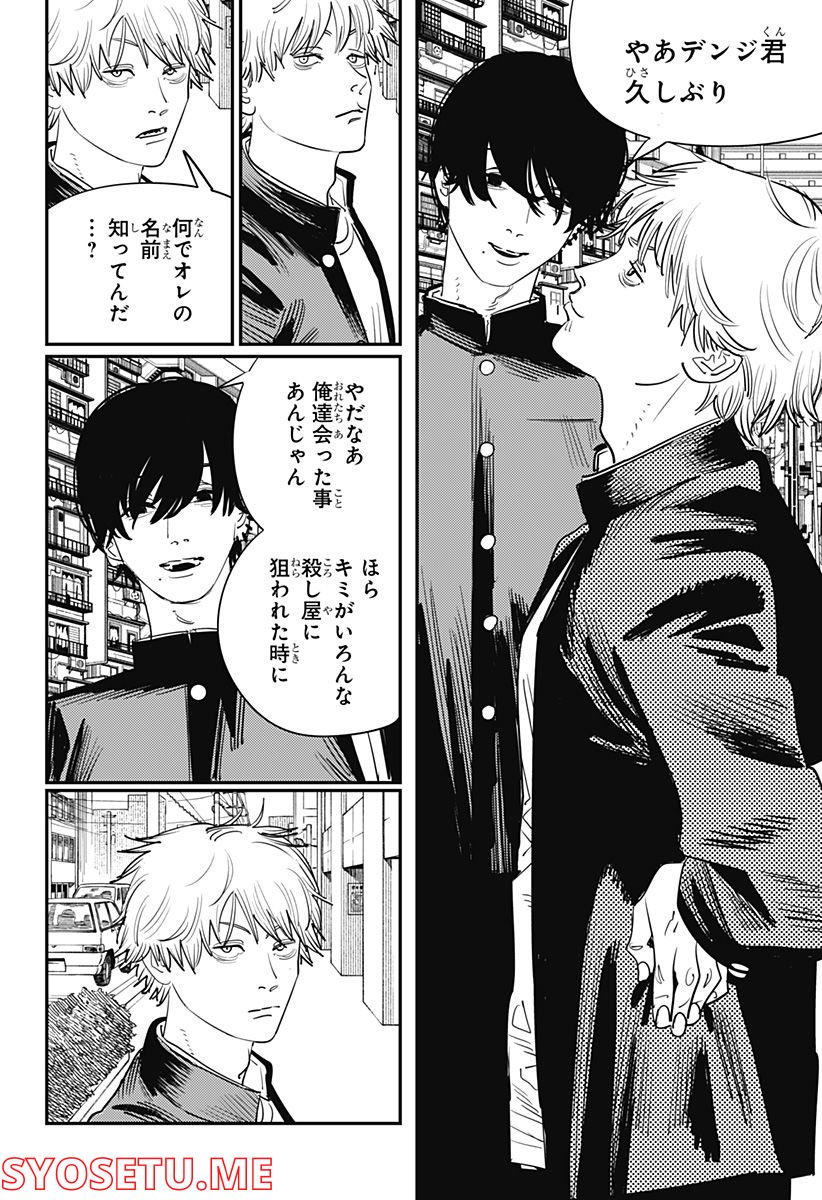 やあデンジ君
久しぶり
何でオレの
名前
知ってんだ
…?
やだなあ
俺達会った事
あんじゃん
ほら
キミがいろんな
殺し屋に
狙われた時に
SYOSETU.ME